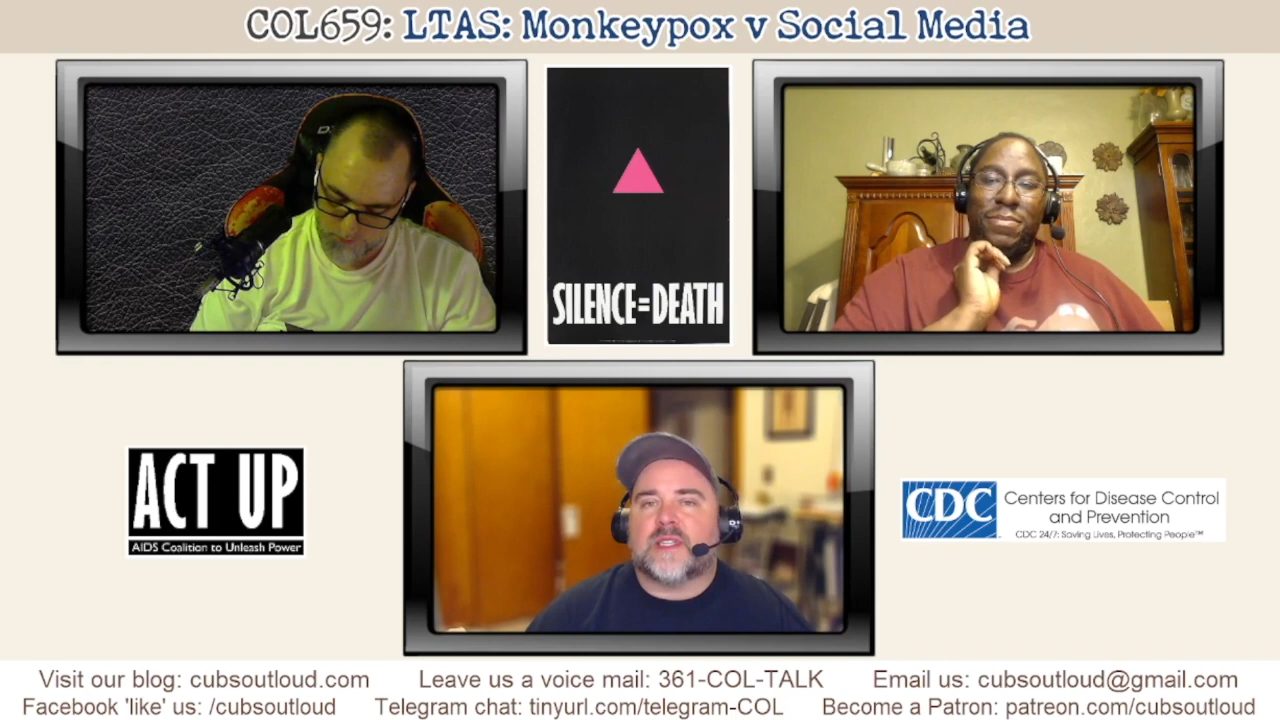 COL659: LTAS: Monkeypox v Social Media
SILENCE=DEATH
ACT UP
AIDS Coalition to Unleash Power
CDC
Centers for Disease Control
and Prevention
CDC 24/7: Saving Lives, Protecting People™
Visit our blog: cubsoutloud.com
Leave us a voice mail: 361-COL-TALK
Email us: cubsoutloud@gmail.com
Facebook 'like' us: /cubsoutloud
Telegram chat: tinyurl.com/telegram-COL
Become a Patron: patreon.com/cubsoutloud